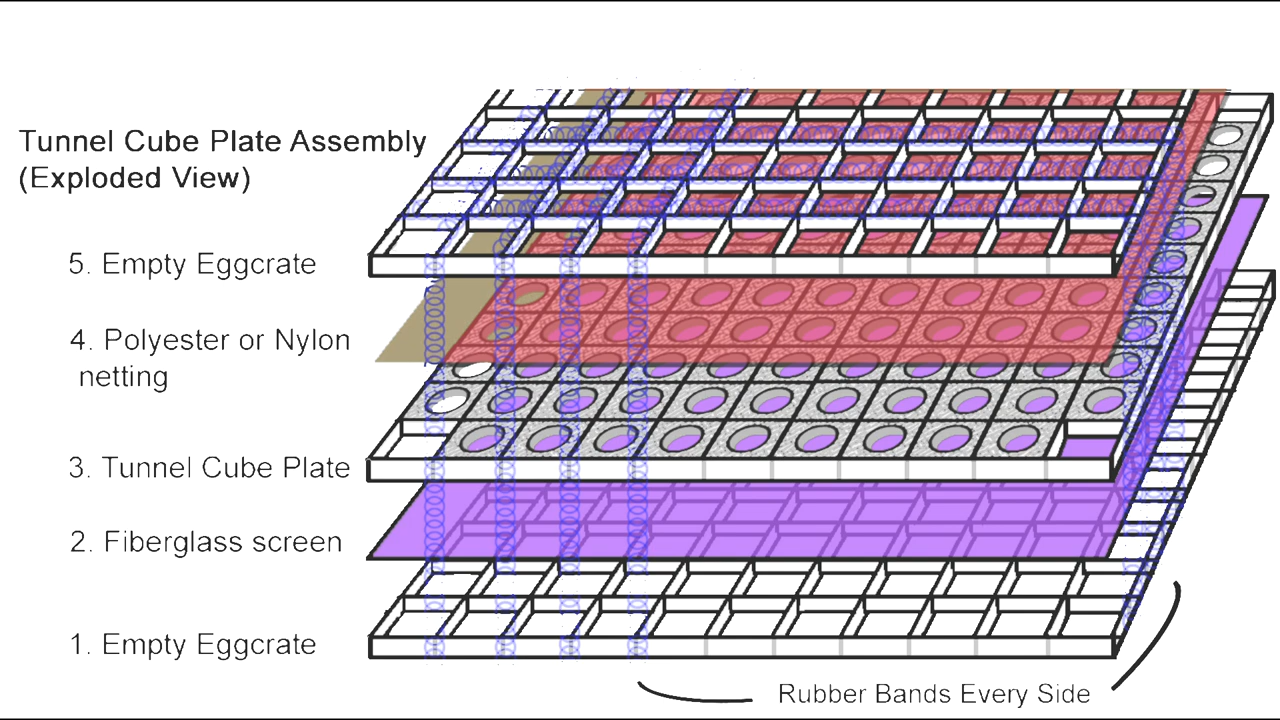 Tunnel Cube Plate Assembly
(Exploded View)
5. Empty Eggcrate
4. Polyester or Nylon
netting
3. Tunnel Cube Plate
2. Fiberglass screen
1. Empty Eggcrate
Rubber Bands Every Side